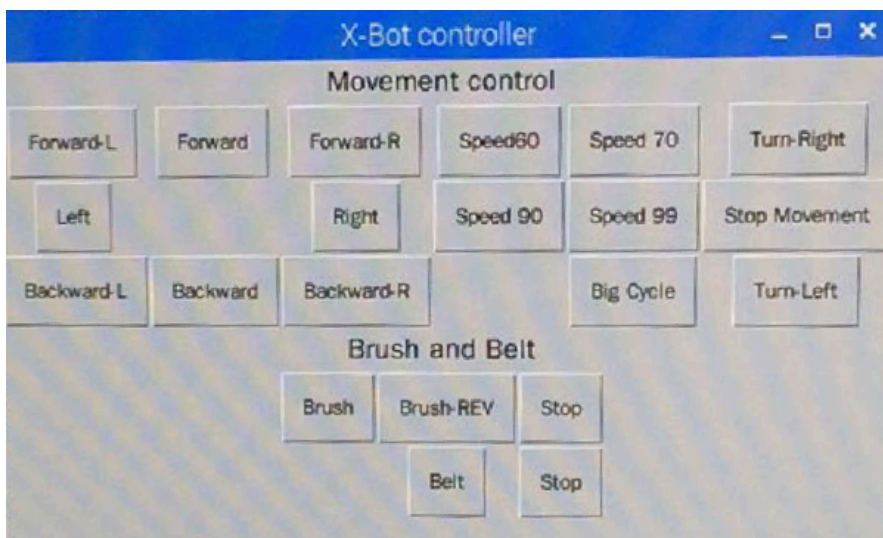 X-Bot controller
Movement control
Forward-L Forward Forward-R Speed60 Speed 70 Turn-Right
Left Right Speed 90 Speed 99 Stop Movement
Backward-L Backward Backward-R Big Cycle Turn-Left
Brush and Belt
Brush Brush-REV Stop
Belt Stop